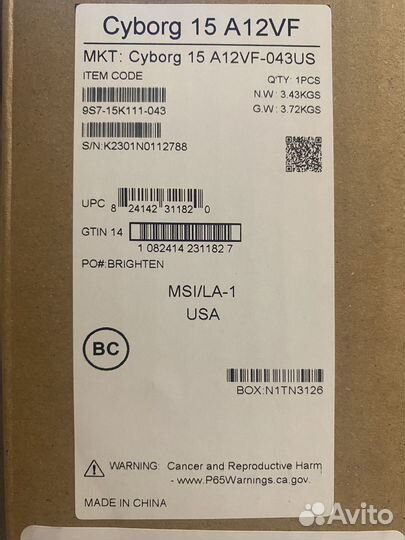 Cyborg 15 A12VF
MKT: Cyborg 15 A12VF-043US
ITEM CODE
Q'TY: 1PCS
N.W: 3.43KGS
9S7-15K111-043
G.W: 3.72KGS
S/N:K2301N0112788
UPC 8 24142 31182 0
GTIN 14
1 082414 231182 7
PO#:BRIGHTEN
MSI/LA-1
USA
BC
BOX:N1TN3126
WARNING: Cancer and Reproductive Harm
- www.P65Warnings.ca.gov.
MADE IN CHINA
Avito